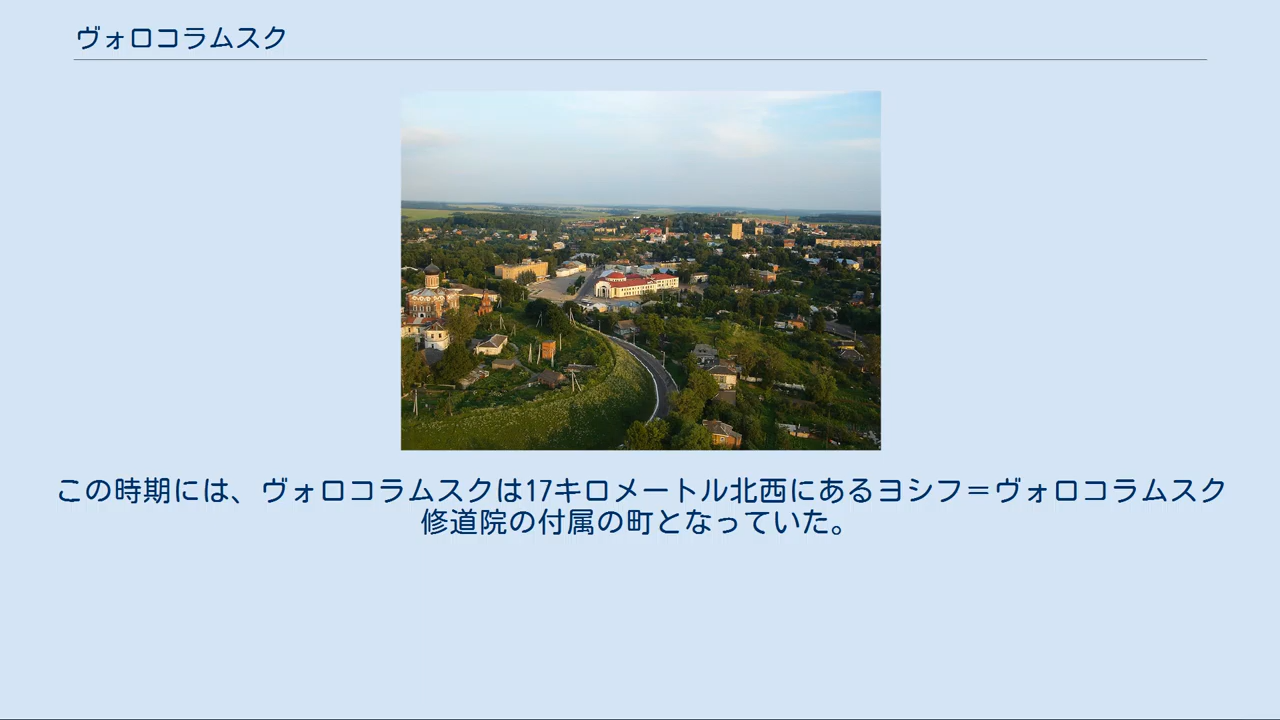 ヴォロコラムスク
この時期には、ヴォロコラムスクは17キロメートル北西にあるヨシフ＝ヴォロコラムスク
修道院の付属の町となっていた。